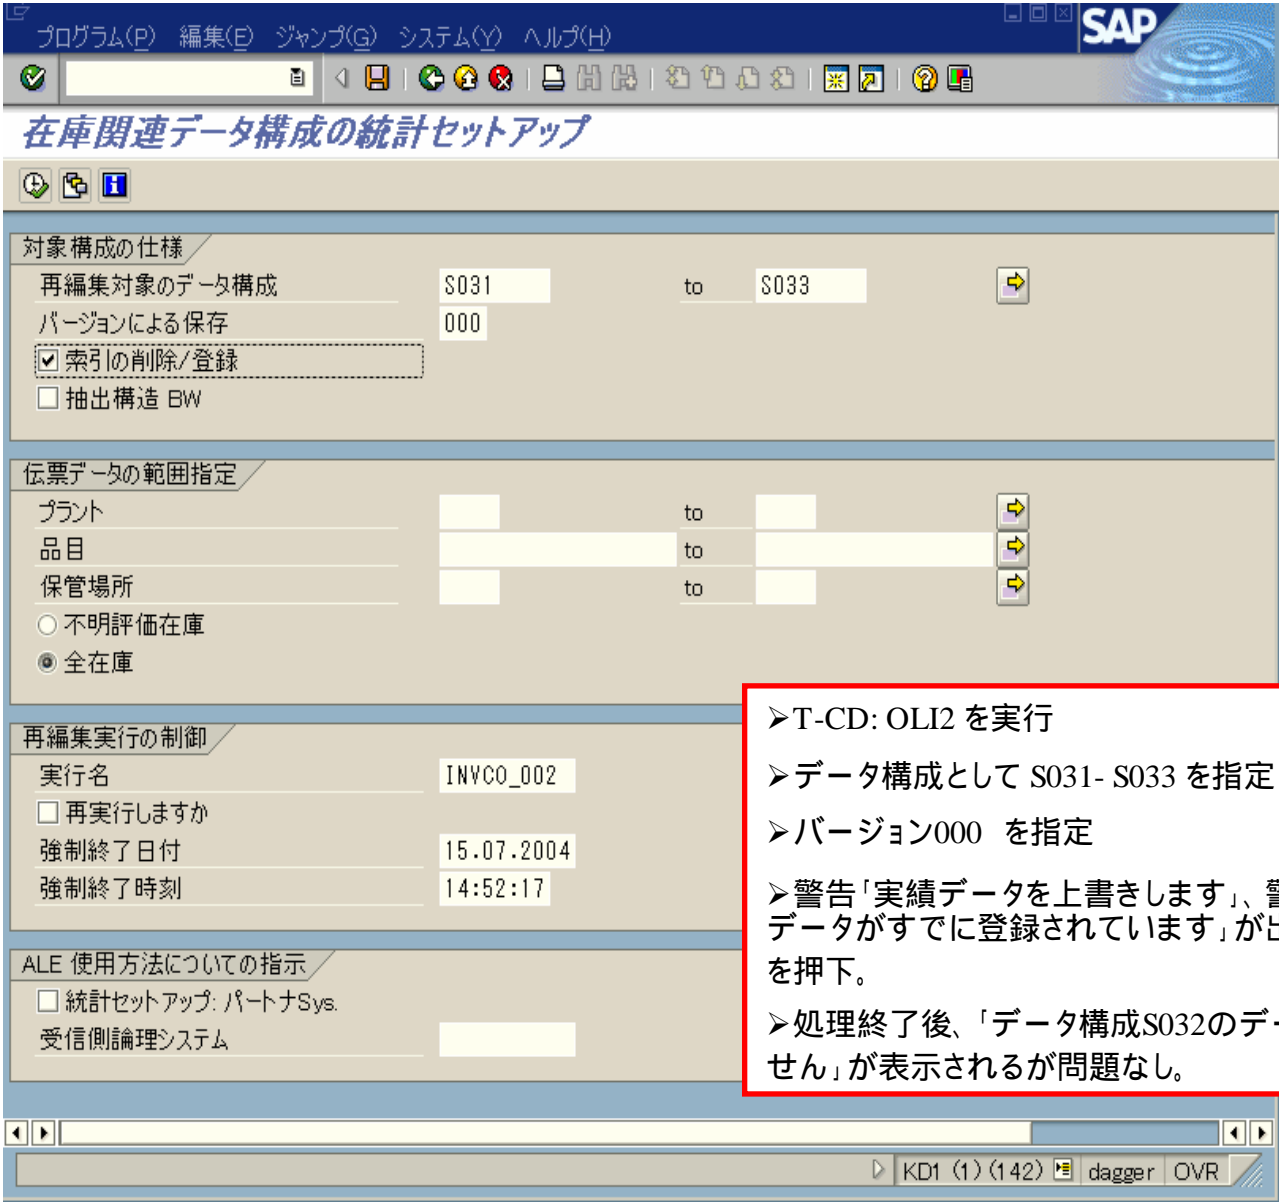 プログラム(P) 編集(E) ジャンプ(G) システム(Y) ヘルプ(H)
SAP
在庫関連データ構成の統計セットアップ
対象構成の仕様
再編集対象のデータ構成 S031 to S033
バージョンによる保存 000
索引の削除/登録
抽出構造 BW
伝票データの範囲指定
プラント to
品目 to
保管場所 to
不明評価在庫
全在庫
再編集実行の制御
実行名 INVCO_002
再実行しますか
強制終了日付 15.07.2004
強制終了時刻 14:52:17
ALE 使用方法についての指示
統計セットアップ: パートナSys.
受信側論理システム
➢T-CD: OLI2 を実行
➢データ構成として S031- S033 を指定
➢バージョン000 を指定
➢警告「実績データを上書きします」、警
データがすでに登録されています」が出
を押下。
➢処理終了後、「データ構成S032のデー
せん」が表示されるが問題なし。
KD1 (1) (142) dagger OVR